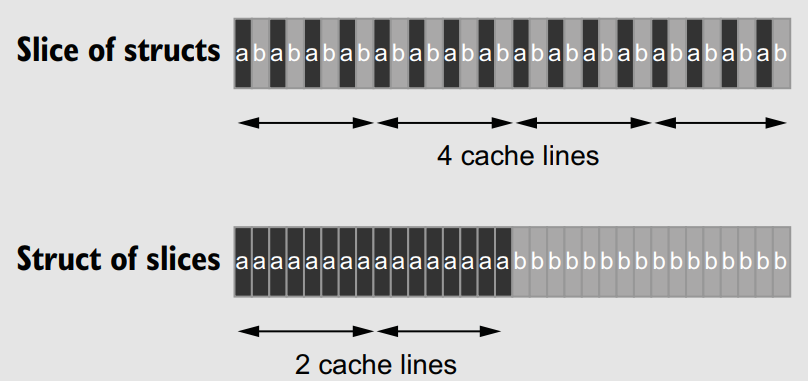 Slice of structs
a b a b a b a b a b a b a b a b a b a b a b a b a b a b a b a b
4 cache lines
Struct of slices
a a a a a a a a a a a a a a a a b b b b b b b b b b b b b b b b
2 cache lines